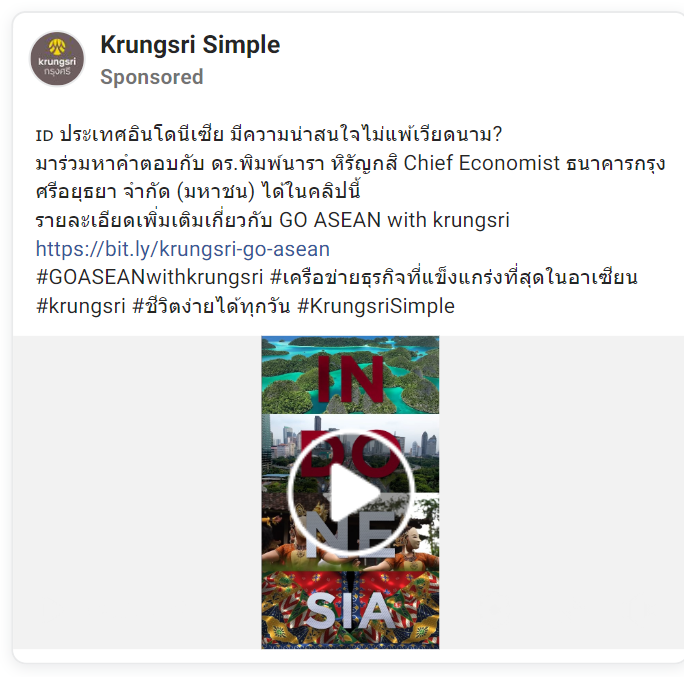 krungsri
กรุงศรี
Krungsri Simple
Sponsored
ID ประเทศอินโดนีเซีย มีความน่าสนใจไม่แพ้เวียดนาม?
มาร่วมหาคำตอบกับ ดร.พิมพ์นารา หิรัญกสิ Chief Economist ธนาคารกรุง
ศรีอยุธยา จำกัด (มหาชน) ได้ในคลิปนี้
รายละเอียดเพิ่มเติมเกี่ยวกับ GO ASEAN with krungsri
https://bit.ly/krungsri-go-asean
#GOASEANwithkrungsri #เครือข่ายธุรกิจที่แข็งแกร่งที่สุดในอาเซียน
#krungsri #ชีวิตง่ายได้ทุกวัน #KrungsriSimple
IN
DO
NE
SIA